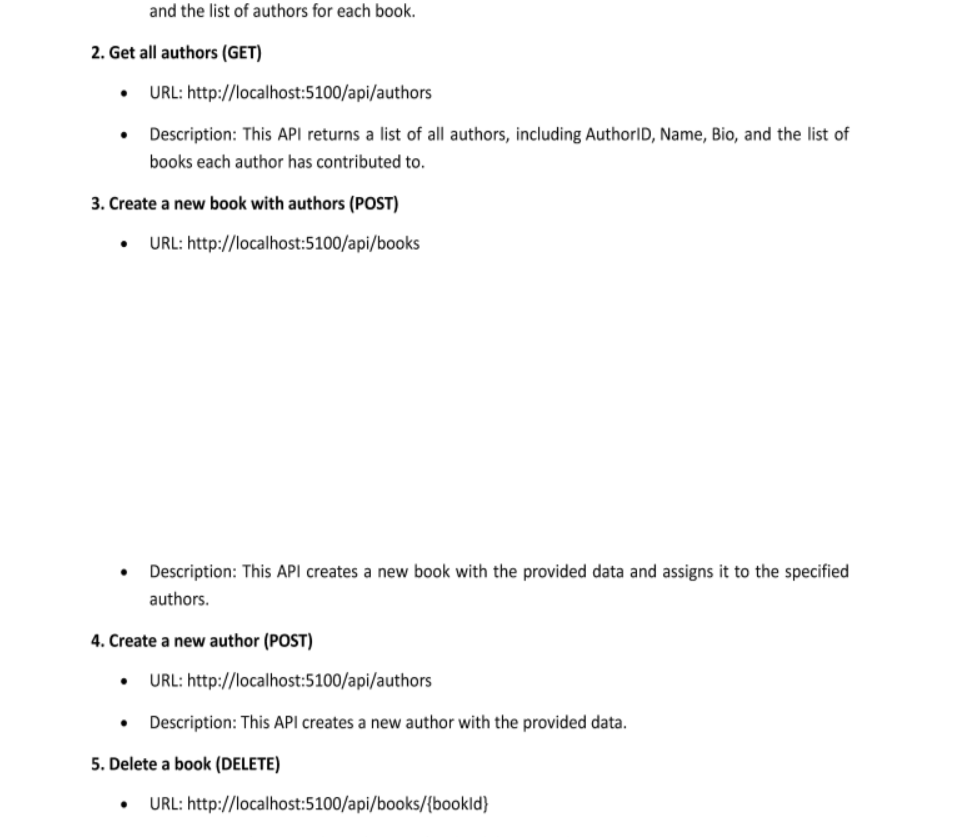 and the list of authors for each book.
2. Get all authors (GET)
• URL: http://localhost:5100/api/authors
• Description: This API returns a list of all authors, including AuthorID, Name, Bio, and the list of
books each author has contributed to.
3. Create a new book with authors (POST)
• URL: http://localhost:5100/api/books
• Description: This API creates a new book with the provided data and assigns it to the specified
authors.
4. Create a new author (POST)
• URL: http://localhost:5100/api/authors
• Description: This API creates a new author with the provided data.
5. Delete a book (DELETE)
• URL: http://localhost:5100/api/books/{bookId}